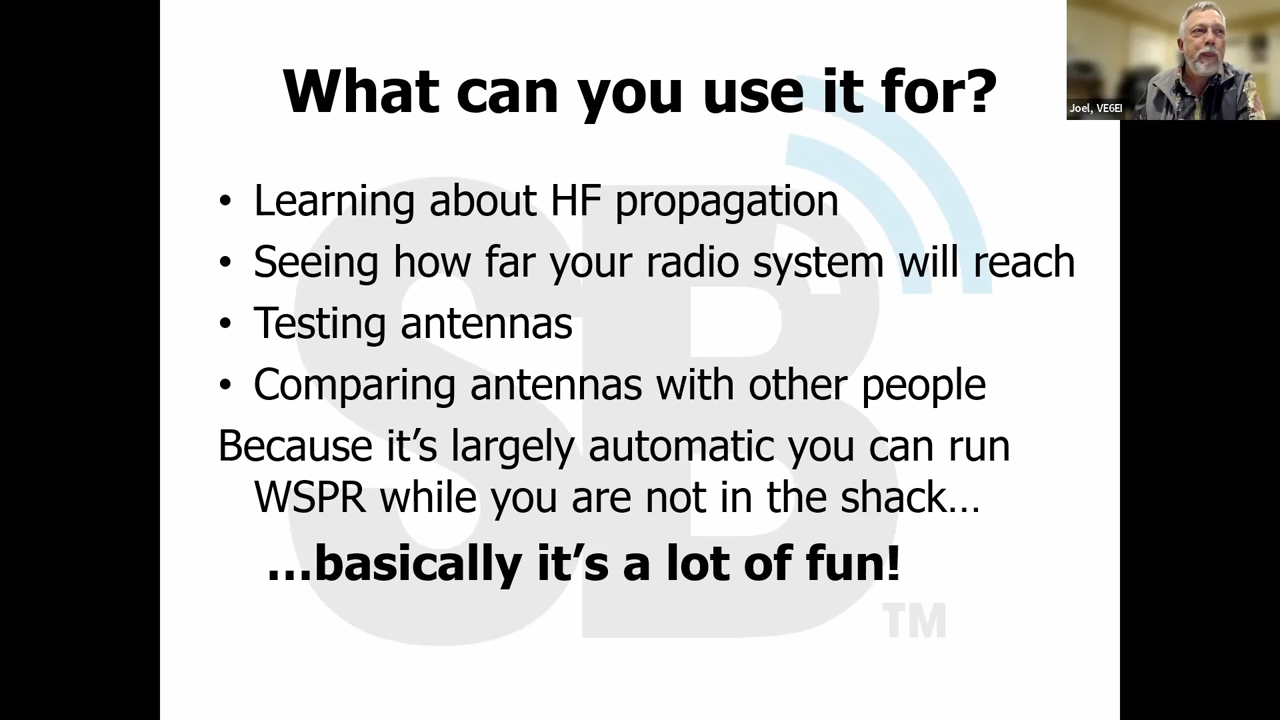 What can you use it for?
Joel, VE6EI
• Learning about HF propagation
• Seeing how far your radio system will reach
• Testing antennas
• Comparing antennas with other people
Because it’s largely automatic you can run
WSPR while you are not in the shack…
…basically it’s a lot of fun!
SB
TM